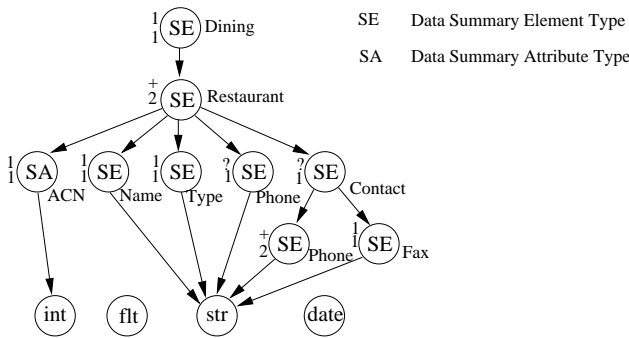 1
1 SE Dining
SE Data Summary Element Type
SA Data Summary Attribute Type
+
2 SE Restaurant
1
1 SA ACN
1
1 SE Name
1
1 SE Type
?
1 SE Phone
?
1 SE Contact
+
2 SE Phone
1
1 SE Fax
int
flt
str
date